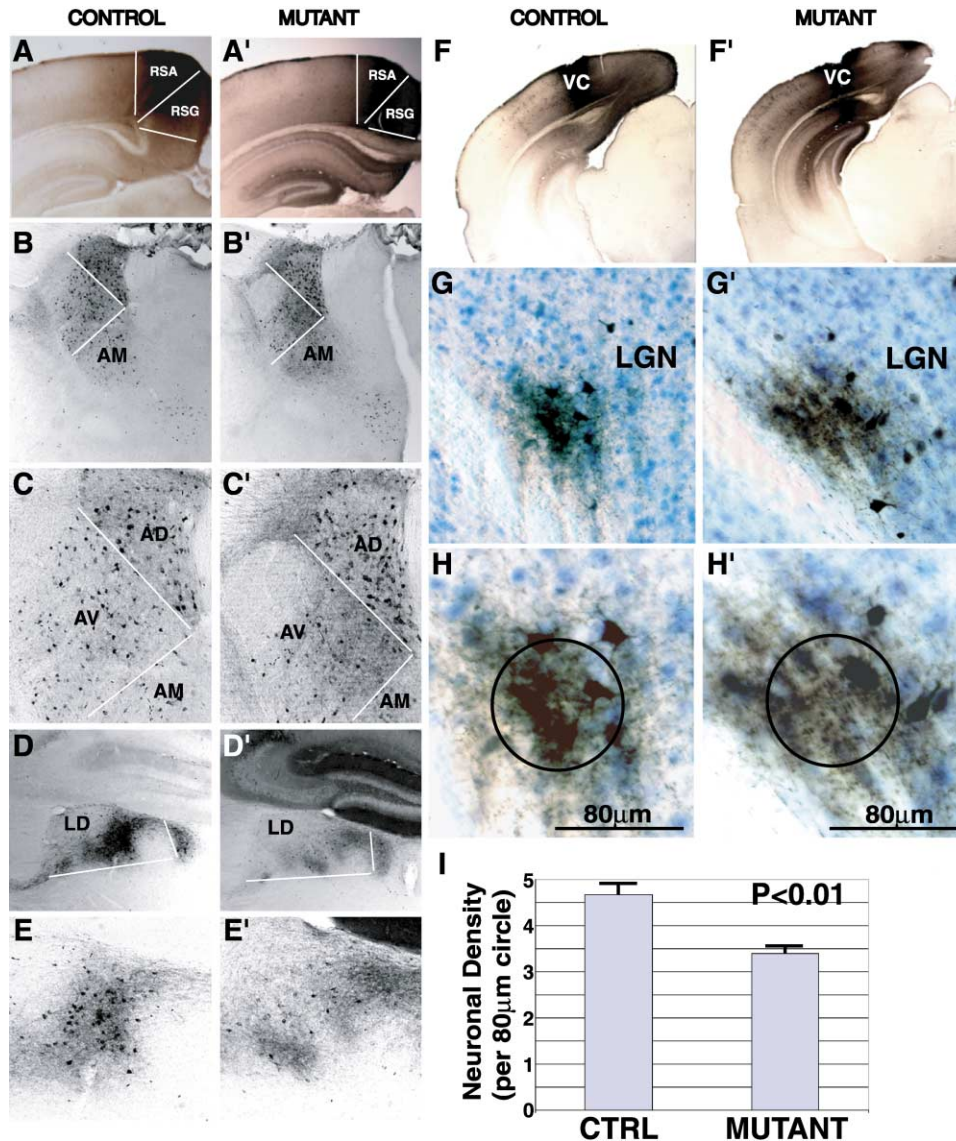 CONTROL MUTANT CONTROL MUTANT
A A' F F'
RSA RSA
RSG RSG
VC VC
B B'
AM AM
G G'
LGN LGN
C C'
AD AD
AV AV
AM AM
H H'
80µm 80µm
D D'
LD LD
E E'
I
P<0.01
Neuronal Density
(per 80µm circle)
5
4
3
2
1
0
CTRL MUTANT